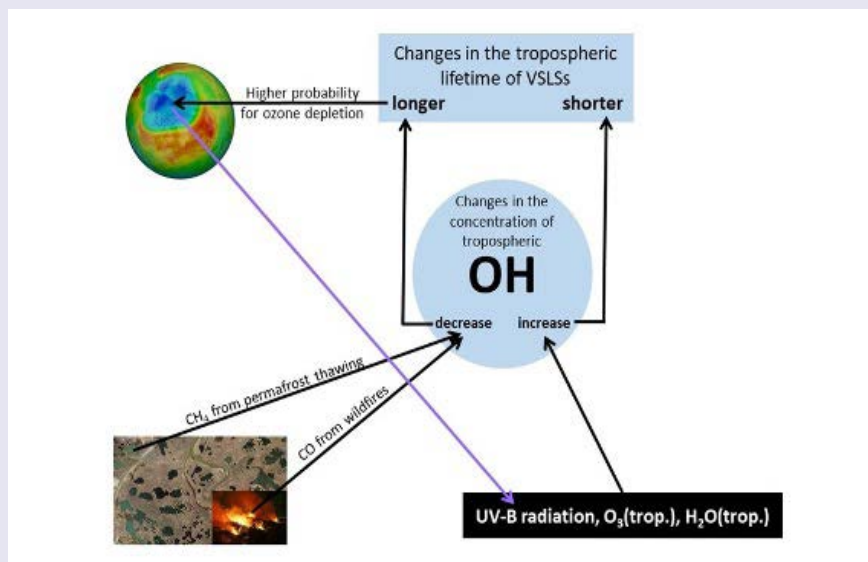 Changes in the tropospheric
lifetime of VSLSs
longer
shorter
Higher probability
for ozone depletion
Changes in the
concentration of
tropospheric
OH
decrease
increase
CH₄ from permafrost thawing
CO from wildfires
UV-B radiation, O₃(trop.), H₂O(trop.)